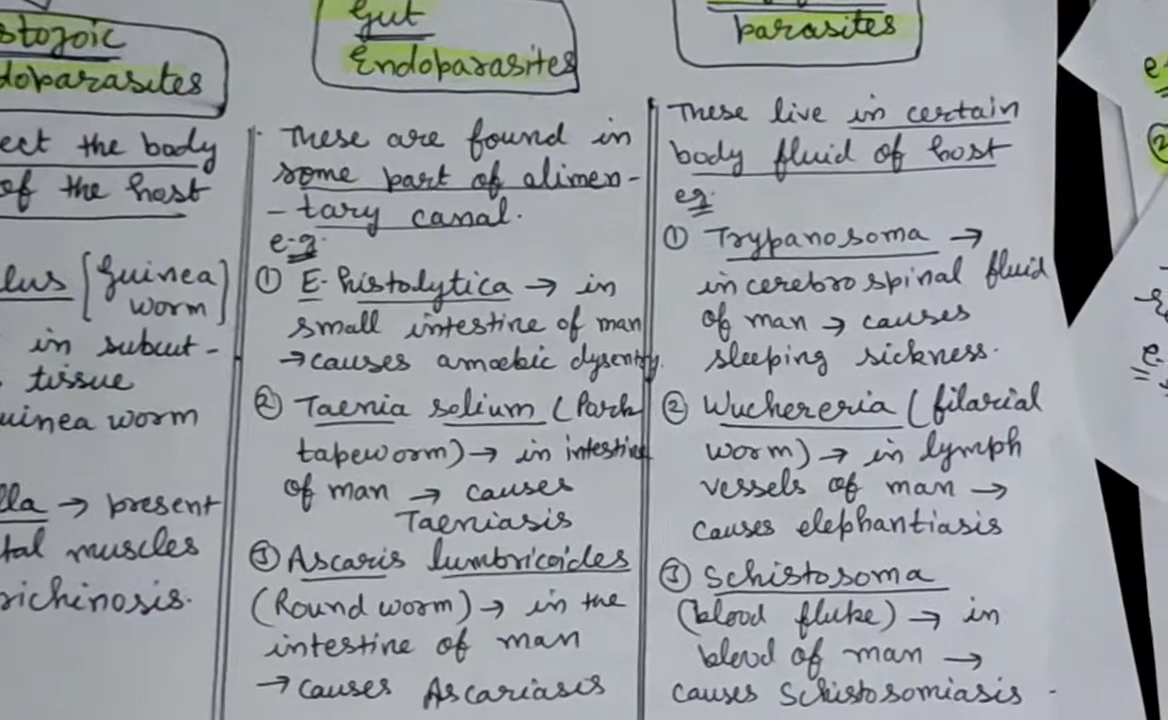 stozoic
doparasites
ect the body
of the host
lus [Guinea
worm]
in subcut-
tissue
uinea worm
lla → present
tal muscles
richinosis.
Gut
Endoparasites
These are found in
some part of alimen-
-tary canal.
e.g.
① E. histolytica → in
small intestine of man
→ causes amoebic dysentry.
② Taenia solium (Park
tapeworm) → in intestine
of man → causes
Taeniasis
③ Ascaris lumbricoides
(Round worm) → in the
intestine of man
→ causes Ascariasis
parasites
These live in certain
body fluid of host
eg.
① Trypanosoma →
in cerebro spinal fluid
of man → causes
sleeping sickness.
② Wuchereria (filarial
worm) → in lymph
vessels of man →
causes elephantiasis
③ Schistosoma
(blood fluke) → in
blood of man →
causes Schistosomiasis.